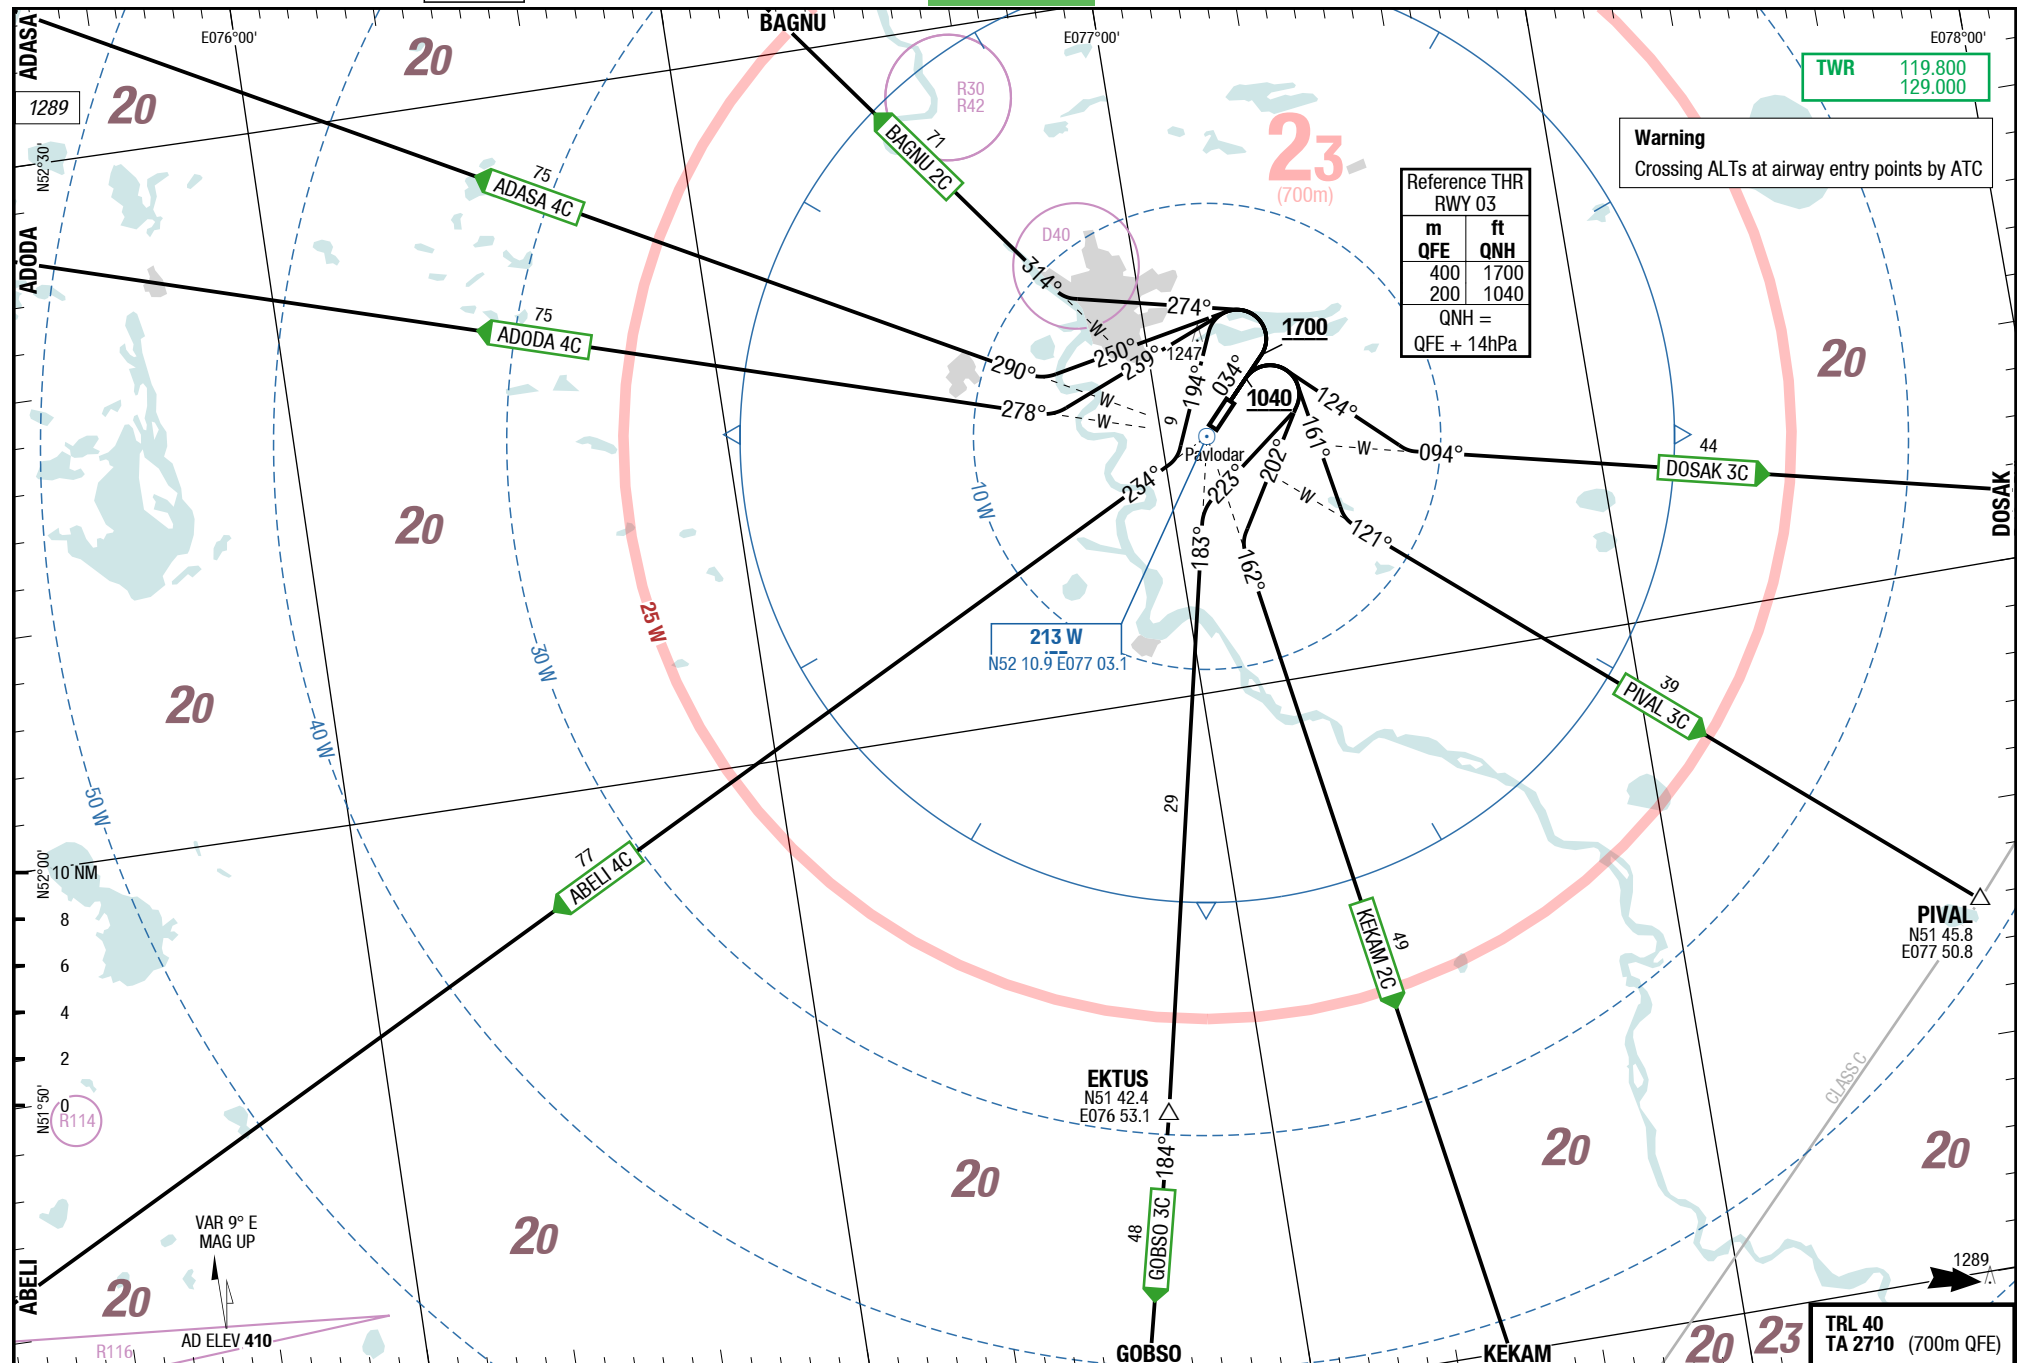 ADASA
E076°00'
20
BAGNU
E077°00'
E078°00'
TWR 119.800
129.000
20
1289
R30
R42
23
(700m)
Warning
Crossing ALTs at airway entry points by ATC
N52°30'
75
ADASA 4C
71
BAGNU 2C
Reference THR
RWY 03
m ft
QFE QNH
400 1700
200 1040
QNH =
QFE + 14hPa
D40
ADODA
75
ADODA 4C
314°
274°
1700
W
250°
239°
1247
290°
194°
034°
1040
20
278°
W
W
9
124°
161°
W
094°
44
DOSAK 3C
DOSAK
Pavlodar
234°
223°
202°
W
20
10 W
183°
162°
121°
25 W
213 W
N52 10.9 E077 03.1
30 W
20
39
PIVAL 3C
40 W
50 W
29
N52°00'
10 NM
8
6
4
2
0
77
ABELI 4C
KEKAM 2C
49
PIVAL
N51 45.8
E077 50.8
N51°50'
R114
EKTUS
N51 42.4
E076 53.1
CLASS C
184°
20
20
20
VAR 9° E
MAG UP
20
48
GOBSO 3C
ABELI
20
1289
AD ELEV 410
R116
GOBSO
KEKAM
20
23
TRL 40
TA 2710 (700m QFE)